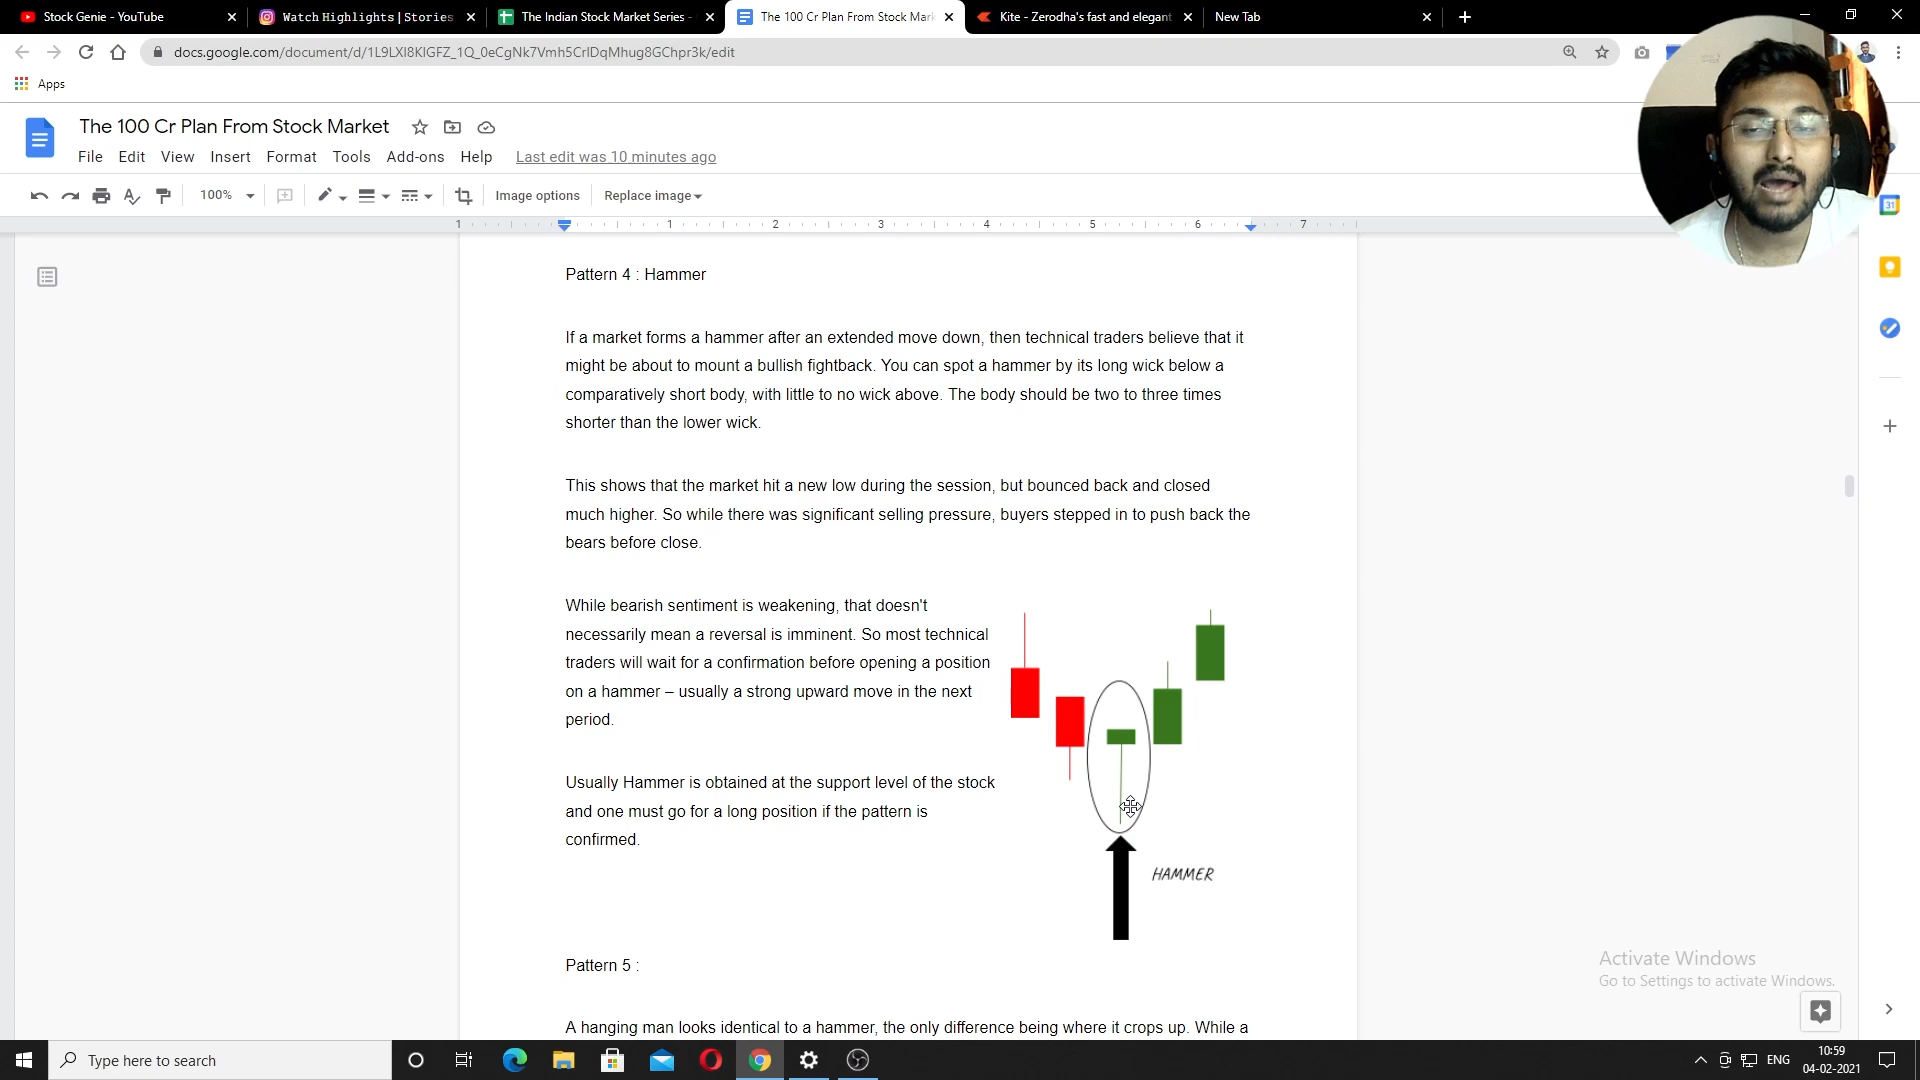 Stock Genie - YouTube
Watch Highlights | Stories
The Indian Stock Market Series -
The 100 Cr Plan From Stock Mark
Kite - Zerodha's fast and elegant
New Tab
docs.google.com/document/d/1L9LXI8KlGFZ_1Q_0eCgNk7Vmh5CrlDqMhug8GChpr3k/edit
Apps
The 100 Cr Plan From Stock Market
File Edit View Insert Format Tools Add-ons Help Last edit was 10 minutes ago
100% Image options Replace image
1 1 2 3 4 5 6 7
31
Pattern 4 : Hammer
If a market forms a hammer after an extended move down, then technical traders believe that it
might be about to mount a bullish fightback. You can spot a hammer by its long wick below a
comparatively short body, with little to no wick above. The body should be two to three times
shorter than the lower wick.
This shows that the market hit a new low during the session, but bounced back and closed
much higher. So while there was significant selling pressure, buyers stepped in to push back the
bears before close.
While bearish sentiment is weakening, that doesn't
necessarily mean a reversal is imminent. So most technical
traders will wait for a confirmation before opening a position
on a hammer – usually a strong upward move in the next
period.
Usually Hammer is obtained at the support level of the stock
and one must go for a long position if the pattern is
confirmed.
HAMMER
Pattern 5 :
A hanging man looks identical to a hammer, the only difference being where it crops up. While a
Activate Windows
Go to Settings to activate Windows.
Type here to search
ENG
10:59
04-02-2021